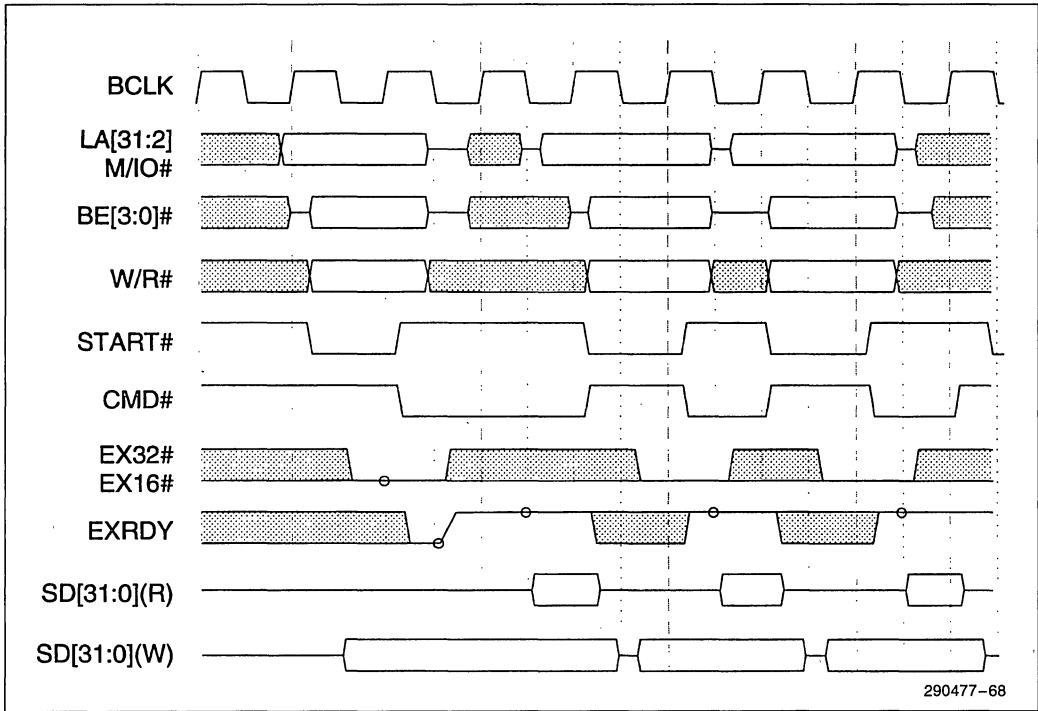 BCLK
LA[31:2]
M/IO#
BE[3:0]#
W/R#
START#
CMD#
EX32#
EX16#
EXRDY
SD[31:0](R)
SD[31:0](W)
290477-68